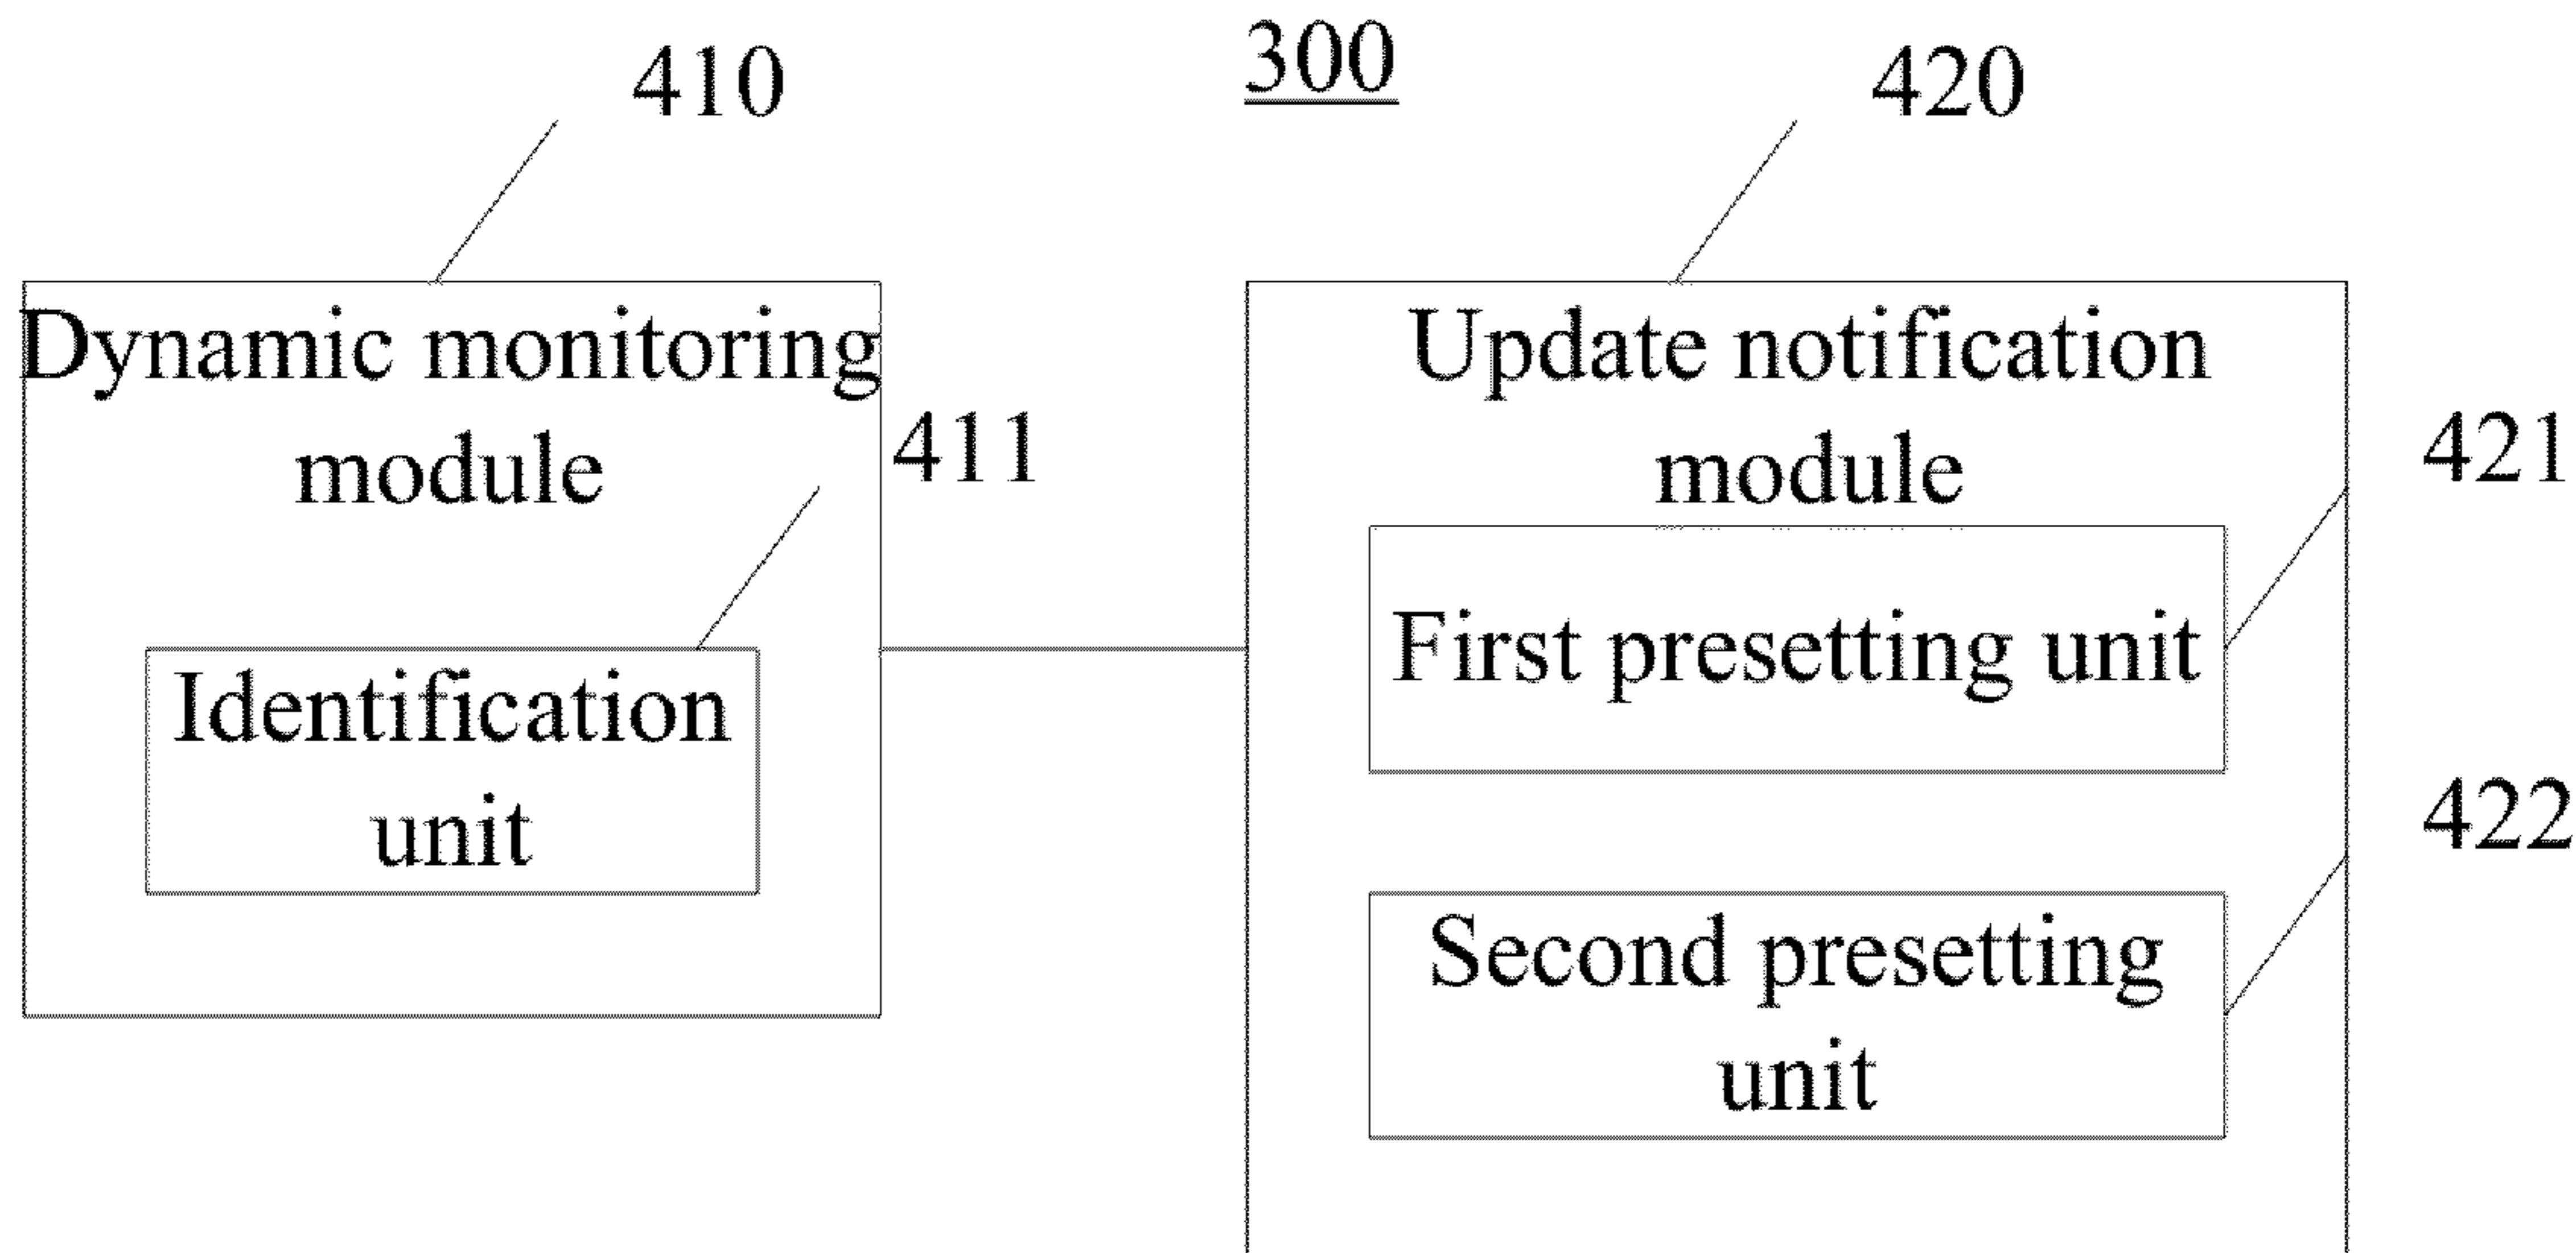 300
410
420
Dynamic monitoring
module
411
Identification
unit
Update notification
module
421
First presetting unit
422
Second presetting
unit